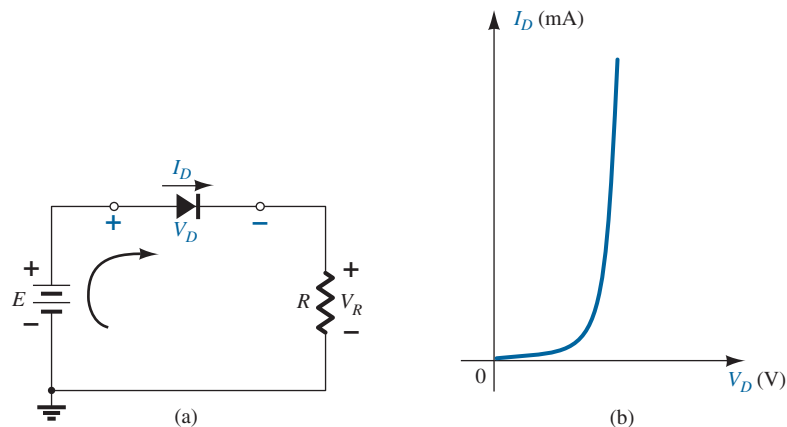 I_D
+ V_D −
+
E
−
+
R V_R
−
(a)
I_D (mA)
0
V_D (V)
(b)